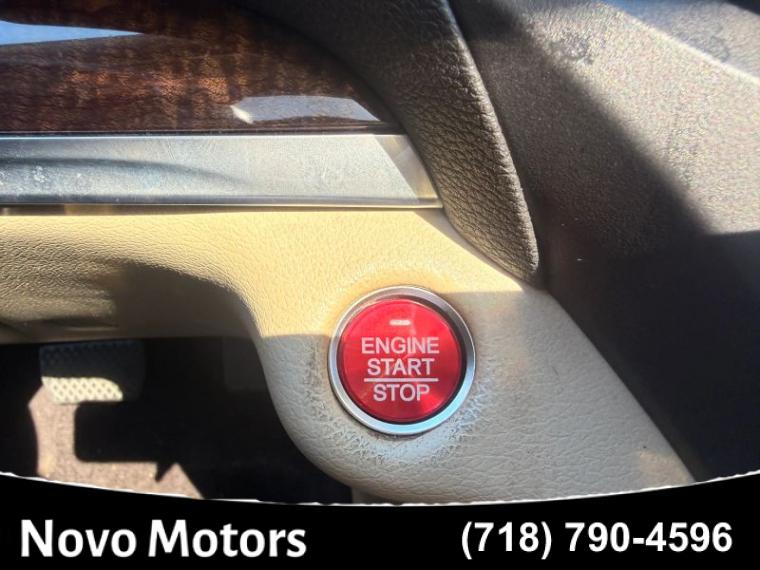 ENGINE
START
STOP
Novo Motors
(718) 790-4596